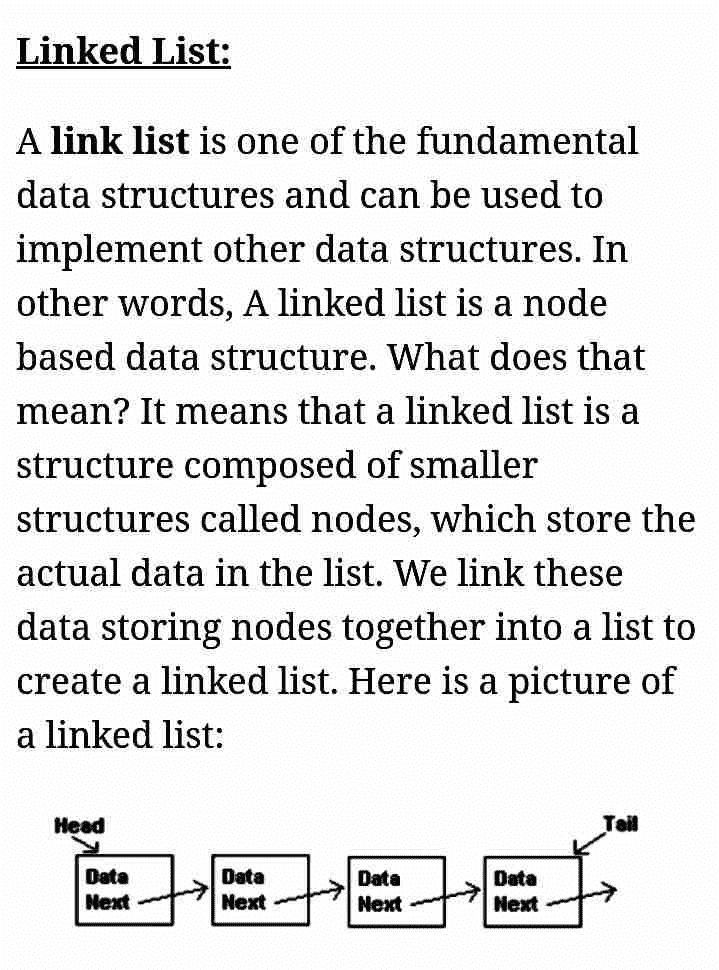 Linked List:
A link list is one of the fundamental
data structures and can be used to
implement other data structures. In
other words, A linked list is a node
based data structure. What does that
mean? It means that a linked list is a
structure composed of smaller
structures called nodes, which store the
actual data in the list. We link these
data storing nodes together into a list to
create a linked list. Here is a picture of
a linked list:
Head Tail
Data Data Data Data
Next Next Next Next